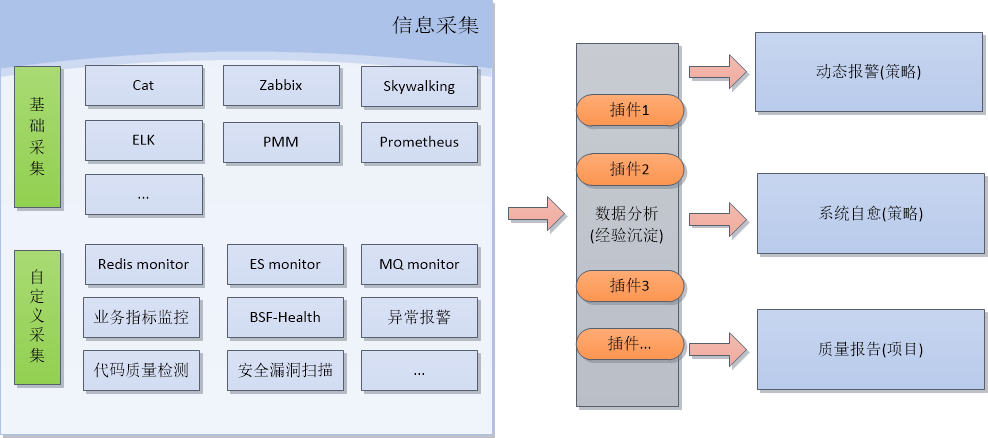 信息采集
基
础
采
集
Cat
Zabbix
Skywalking
ELK
PMM
Prometheus
...
自
定
义
采
集
Redis monitor
ES monitor
MQ monitor
业务指标监控
BSF-Health
异常报警
代码质量检测
安全漏洞扫描
...
插件1
插件2
数据分析
(经验沉淀)
插件3
插件...
动态报警(策略)
系统自愈(策略)
质量报告(项目)